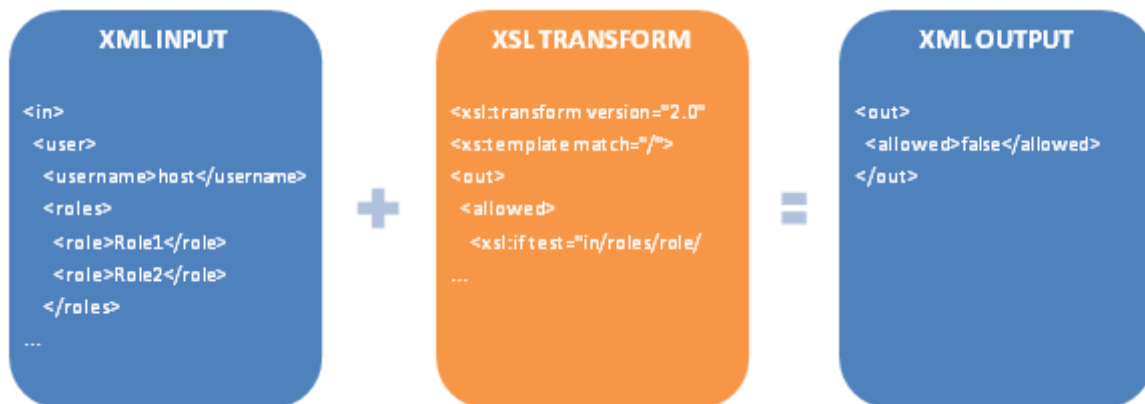 XML INPUT
<in>
<user>
<username>host</username>
<roles>
<role>Role1</role>
<role>Role2</role>
</roles>
...
XSL TRANSFORM
<xsl:transform version="2.0"
<xs:template match="/">
<out>
<allowed>
<xsl:if test="in/roles/role/
...
XML OUTPUT
<out>
<allowed>false</allowed>
</out>